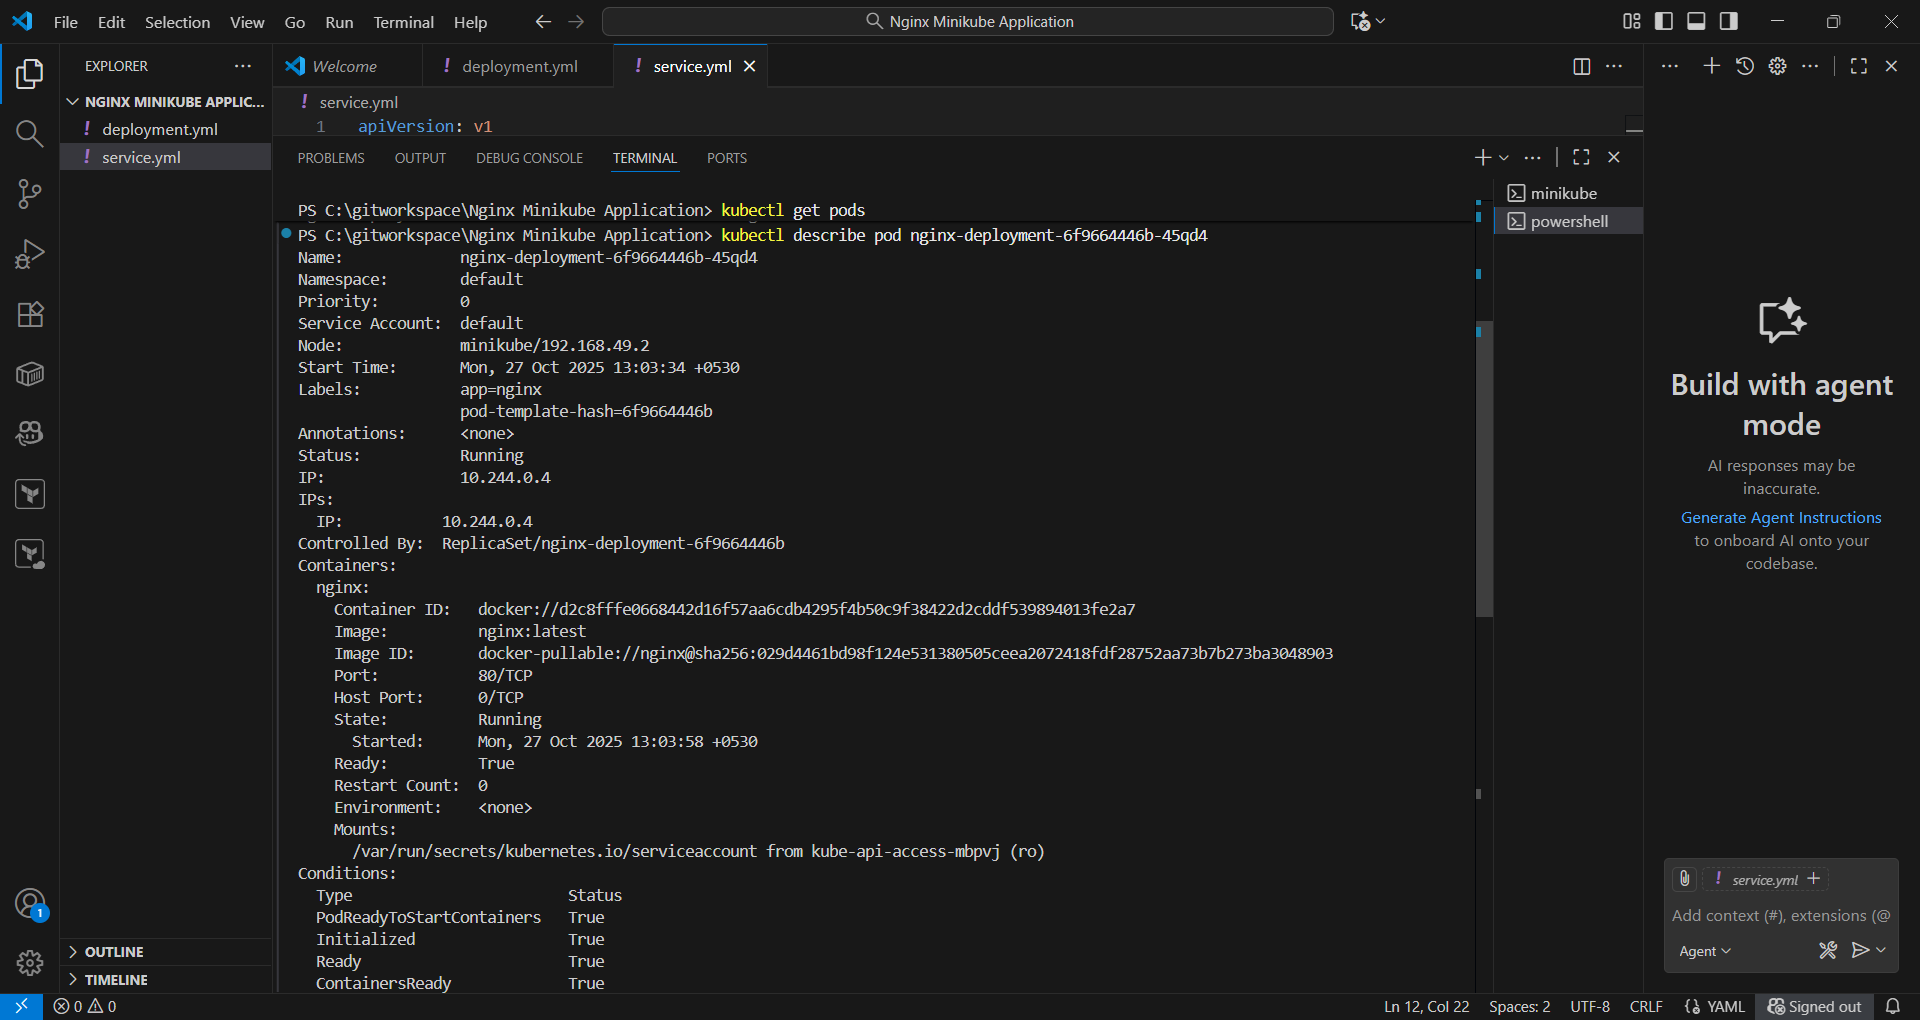 File Edit Selection View Go Run Terminal Help
Nginx Minikube Application
EXPLORER
NGINX MINIKUBE APPLIC...
! deployment.yml
! service.yml
OUTLINE
TIMELINE
Welcome
! deployment.yml
! service.yml
! service.yml
1 apiVersion: v1
PROBLEMS OUTPUT DEBUG CONSOLE TERMINAL PORTS
PS C:\gitworkspace\Nginx Minikube Application> kubectl get pods
PS C:\gitworkspace\Nginx Minikube Application> kubectl describe pod nginx-deployment-6f9664446b-45qd4
Name: nginx-deployment-6f9664446b-45qd4
Namespace: default
Priority: 0
Service Account: default
Node: minikube/192.168.49.2
Start Time: Mon, 27 Oct 2025 13:03:34 +0530
Labels: app=nginx
pod-template-hash=6f9664446b
Annotations: <none>
Status: Running
IP: 10.244.0.4
IPs:
IP: 10.244.0.4
Controlled By: ReplicaSet/nginx-deployment-6f9664446b
Containers:
nginx:
Container ID: docker://d2c8fffe0668442d16f57aa6cdb4295f4b50c9f38422d2cddf539894013fe2a7
Image: nginx:latest
Image ID: docker-pullable://nginx@sha256:029d4461bd98f124e531380505ceea2072418fdf28752aa73b7b273ba3048903
Port: 80/TCP
Host Port: 0/TCP
State: Running
Started: Mon, 27 Oct 2025 13:03:58 +0530
Ready: True
Restart Count: 0
Environment: <none>
Mounts:
/var/run/secrets/kubernetes.io/serviceaccount from kube-api-access-mbpvj (ro)
Conditions:
Type Status
PodReadyToStartContainers True
Initialized True
Ready True
ContainersReady True
minikube
powershell
Build with agent
mode
AI responses may be
inaccurate.
Generate Agent Instructions
to onboard AI onto your
codebase.
! service.yml
Add context (#), extensions (@
Agent
1
0 0
Ln 12, Col 22 Spaces: 2 UTF-8 CRLF {} YAML Signed out